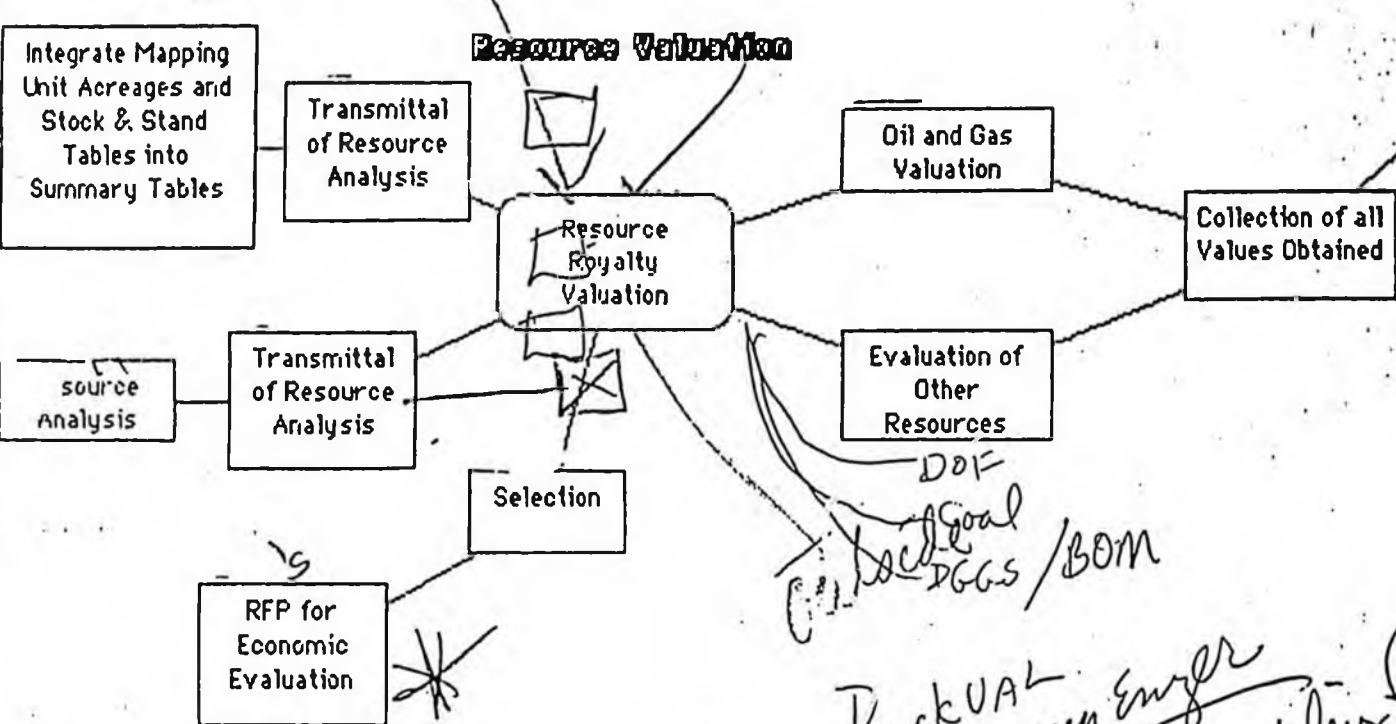 Resource Valuation
Integrate Mapping
Unit Acreages and
Stock & Stand
Tables into
Summary Tables
Transmittal
of Resource
Analysis
Resource
Royalty
Valuation
Oil and Gas
Valuation
Collection of all
Values Obtained
source
Analysis
Transmittal
of Resource
Analysis
Evaluation of
Other
Resources
Selection
RFP for
Economic
Evaluation
DOF
Coal
DGGS/BOM